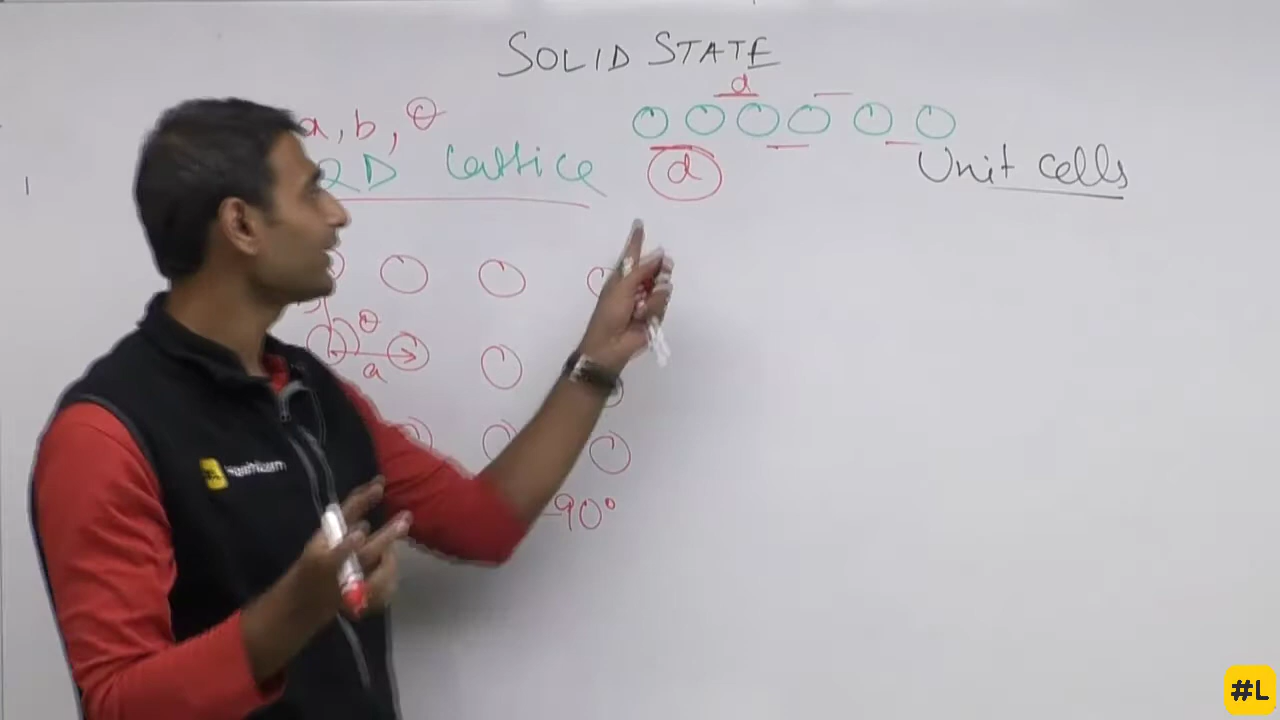 SOLID STATE
a, b, θ
d
2D Lattice
d
Unit cells
θ
a
90°
#L